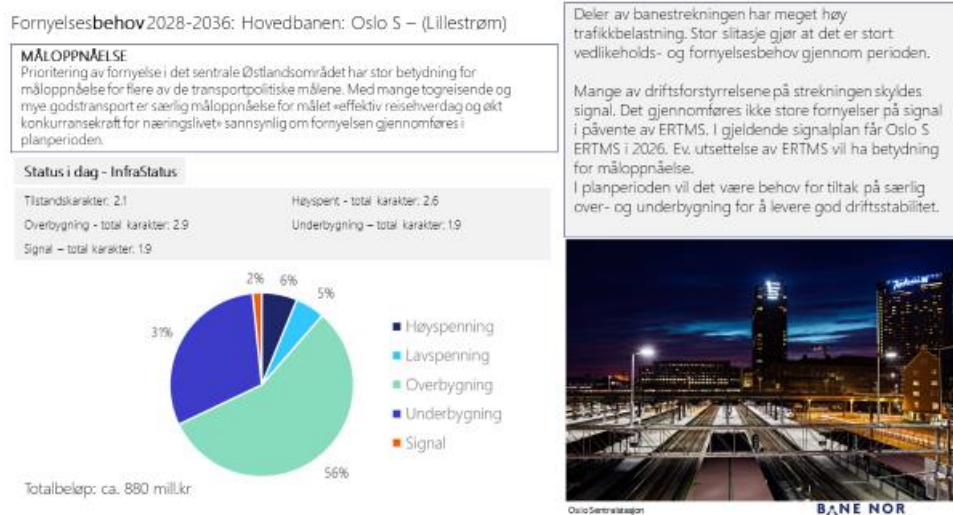 Fornyelsesbehov 2028-2036: Hovedbanen: Oslo S – (Lillestrøm)
MÅLOPPNÅELSE
Prioritering av fornyelse i det sentrale Østlandsområdet har stor betydning for
måloppnåelse for flere av de transportpolitiske målene. Med mange togreisende og
mye godstransport er særlig måloppnåelse for målet «effektiv reisehverdag og økt
konkurransekraft for næringslivet» sannsynlig om fornyelsen gjennomføres i
planperioden.
Status i dag - InfraStatus
Tilstandskarakter: 2.1
Høyspent - total karakter: 2.6
Overbygning - total karakter: 2.9
Underbygning – total karakter: 1.9
Signal – total karakter: 1.9
2%
6%
5%
31%
56%
Høyspenning
Lavspenning
Overbygning
Underbygning
Signal
Totalbeløp: ca. 880 mill.kr
Deler av banestrekningen har meget høy
trafikkbelastning. Stor slitasje gjør at det er stort
vedlikeholds- og fornyelsesbehov gjennom perioden.
Mange av driftsforstyrrelsene på strekningen skyldes
signal. Det gjennomføres ikke store fornyelser på signal
i påvente av ERTMS. I gjeldende signalplan får Oslo S
ERTMS i 2026. Ev. utsettelse av ERTMS vil ha betydning
for måloppnåelse.
I planperioden vil det være behov for tiltak på særlig
over- og underbygning for å levere god driftsstabilitet.
Radisson
Oslo Sentralstasjon
BANE NOR